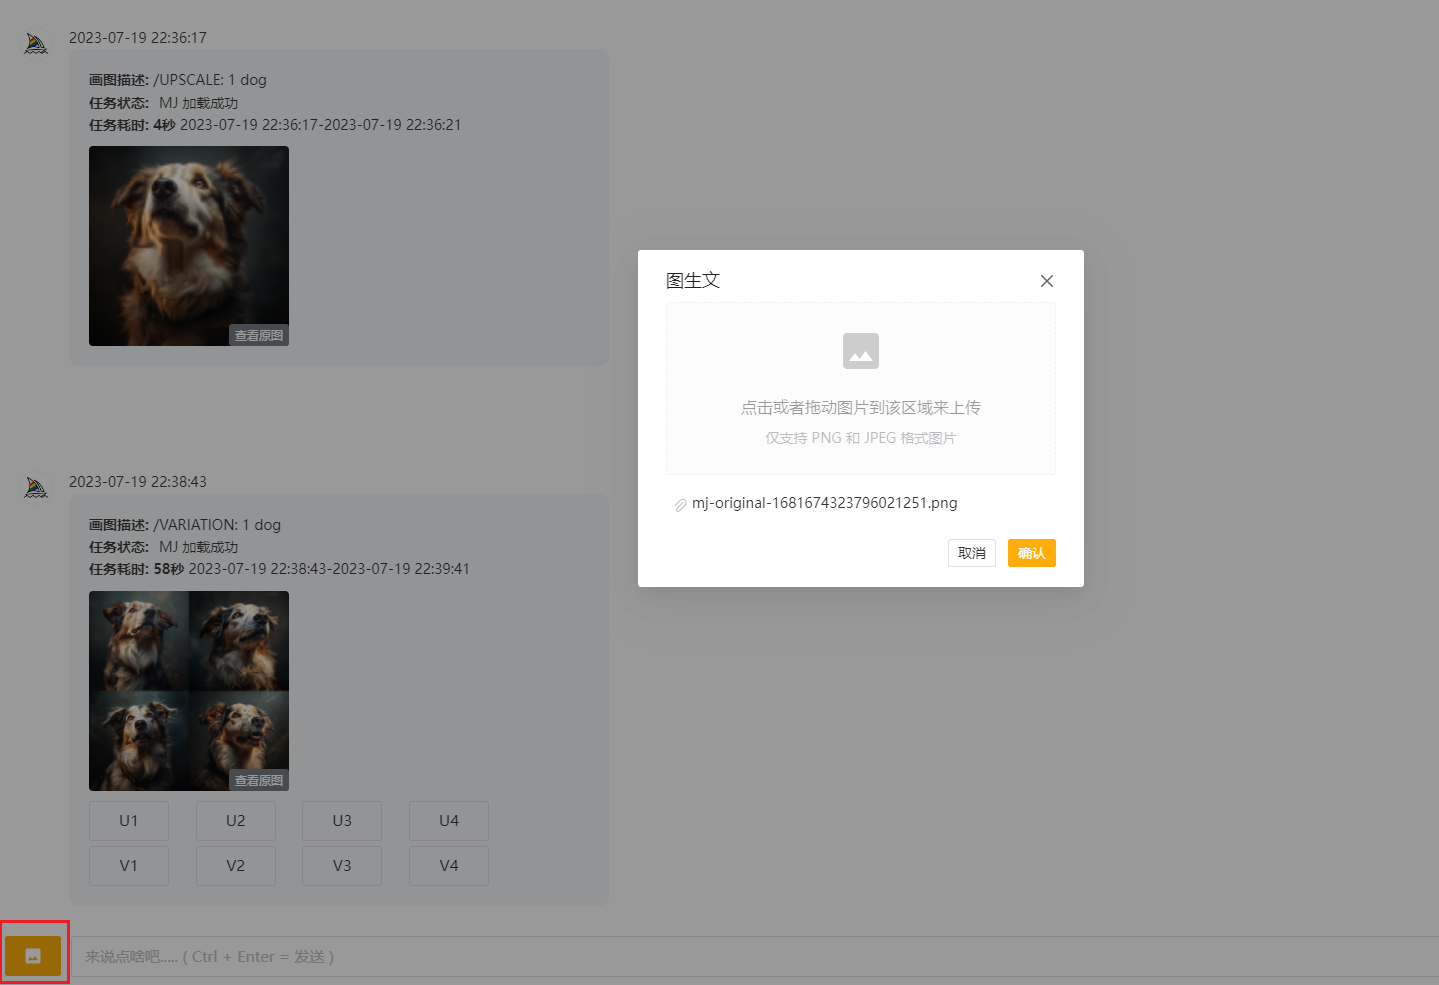 2023-07-19 22:36:17
画图描述: /UPSCALE: 1 dog
任务状态: MJ 加载成功
任务耗时: 4秒 2023-07-19 22:36:17-2023-07-19 22:36:21
查看原图
2023-07-19 22:38:43
画图描述: /VARIATION: 1 dog
任务状态: MJ 加载成功
任务耗时: 58秒 2023-07-19 22:38:43-2023-07-19 22:39:41
查看原图
U1 U2 U3 U4
V1 V2 V3 V4
来说点啥吧..... ( Ctrl + Enter = 发送 )
图生文
点击或者拖动图片到该区域来上传
仅支持 PNG 和 JPEG 格式图片
mj-original-1681674323796021251.png
取消 确认